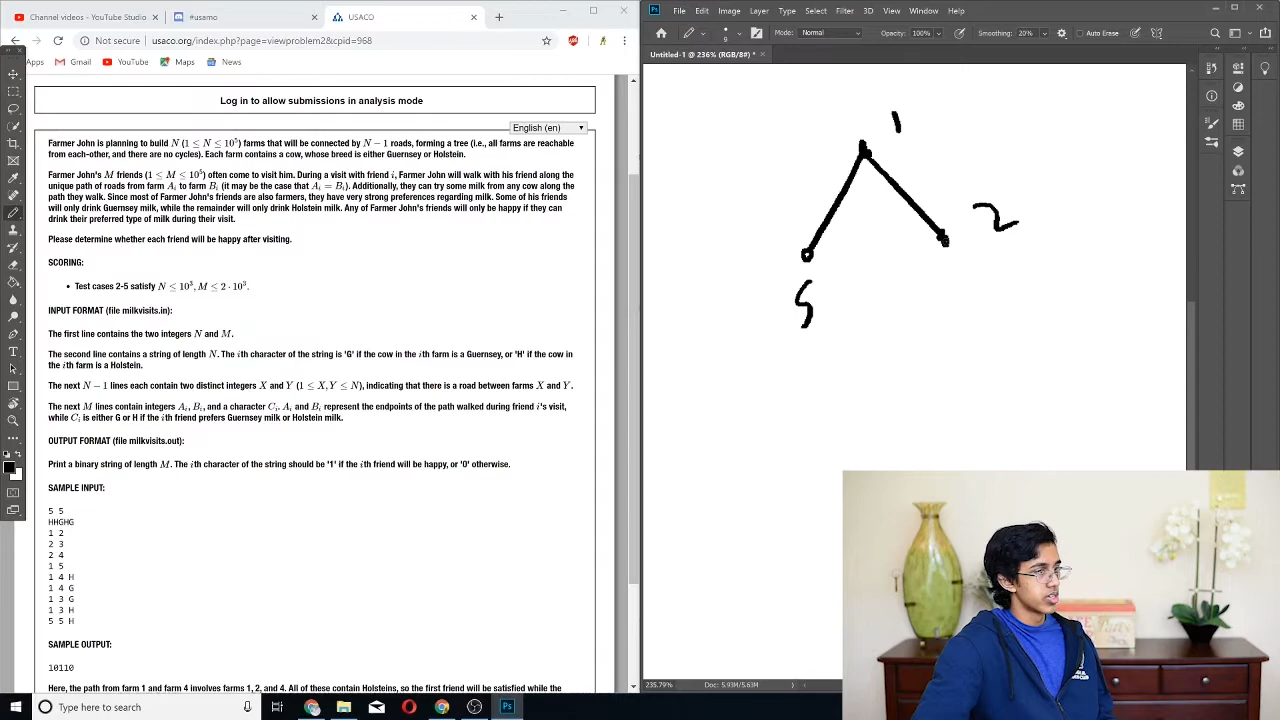 Channel videos - YouTube Studio
#usamo
USACO
Not secure
usaco.org/index.php?page=viewproblem2&cpid=968
Apps
Gmail
YouTube
Maps
News
Log in to allow submissions in analysis mode
English (en)
Farmer John is planning to build N (1 ≤ N ≤ 10⁵) farms that will be connected by N − 1 roads, forming a tree (i.e., all farms are reachable
from each-other, and there are no cycles). Each farm contains a cow, whose breed is either Guernsey or Holstein.
Farmer John's M friends (1 ≤ M ≤ 10⁵) often come to visit him. During a visit with friend i, Farmer John will walk with his friend along the
unique path of roads from farm Aᵢ to farm Bᵢ (it may be the case that Aᵢ = Bᵢ). Additionally, they can try some milk from any cow along the
path they walk. Since most of Farmer John's friends are also farmers, they have very strong preferences regarding milk. Some of his friends
will only drink Guernsey milk, while the remainder will only drink Holstein milk. Any of Farmer John's friends will only be happy if they can
drink their preferred type of milk during their visit.
Please determine whether each friend will be happy after visiting.
SCORING:
• Test cases 2-5 satisfy N ≤ 10³, M ≤ 2 · 10³.
INPUT FORMAT (file milkvisits.in):
The first line contains the two integers N and M.
The second line contains a string of length N. The ith character of the string is 'G' if the cow in the ith farm is a Guernsey, or 'H' if the cow in
the ith farm is a Holstein.
The next N − 1 lines each contain two distinct integers X and Y (1 ≤ X, Y ≤ N), indicating that there is a road between farms X and Y.
The next M lines contain integers Aᵢ, Bᵢ, and a character Cᵢ. Aᵢ and Bᵢ represent the endpoints of the path walked during friend i's visit,
while Cᵢ is either G or H if the ith friend prefers Guernsey milk or Holstein milk.
OUTPUT FORMAT (file milkvisits.out):
Print a binary string of length M. The ith character of the string should be '1' if the ith friend will be happy, or '0' otherwise.
SAMPLE INPUT:
5 5
HHGHG
1 2
2 3
2 4
1 5
1 4 H
1 4 G
1 3 G
1 3 H
5 5 H
SAMPLE OUTPUT:
10110
Here, the path from farm 1 and farm 4 involves farms 1, 2, and 4. All of these contain Holsteins, so the first friend will be satisfied while the
Type here to search
Ps
File Edit Image Layer Type Select Filter 3D View Window Help
Mode: Normal
Opacity: 100%
Smoothing: 20%
Auto Erase
9
Untitled-1 @ 236% (RGB/8#) *
1
2
5
235.79%
Doc: 5.93M/5.63M